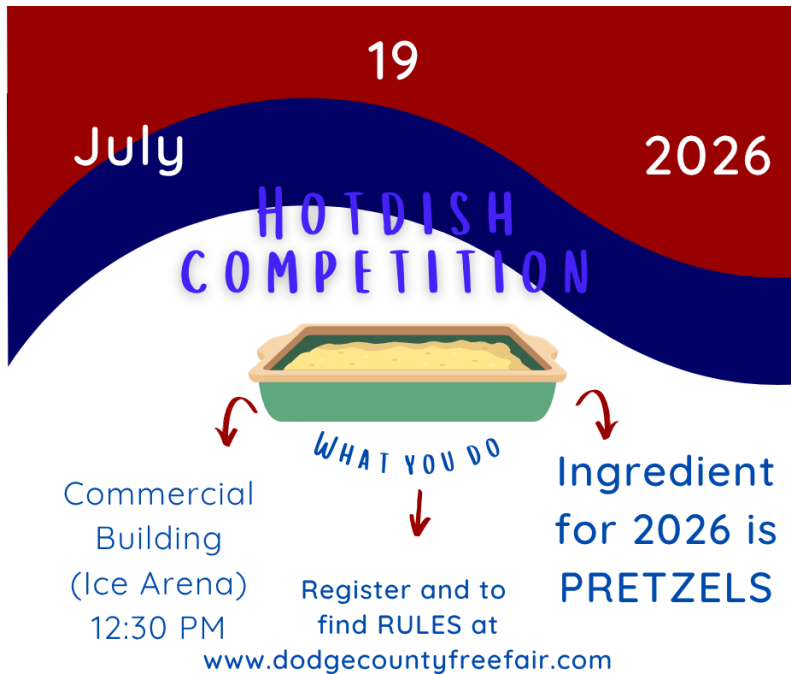 19
July
2026
HOTDISH
COMPETITION
WHAT YOU DO
Commercial
Building
(Ice Arena)
12:30 PM
Register and to
find RULES at
www.dodgecountyfreefair.com
Ingredient
for 2026 is
PRETZELS